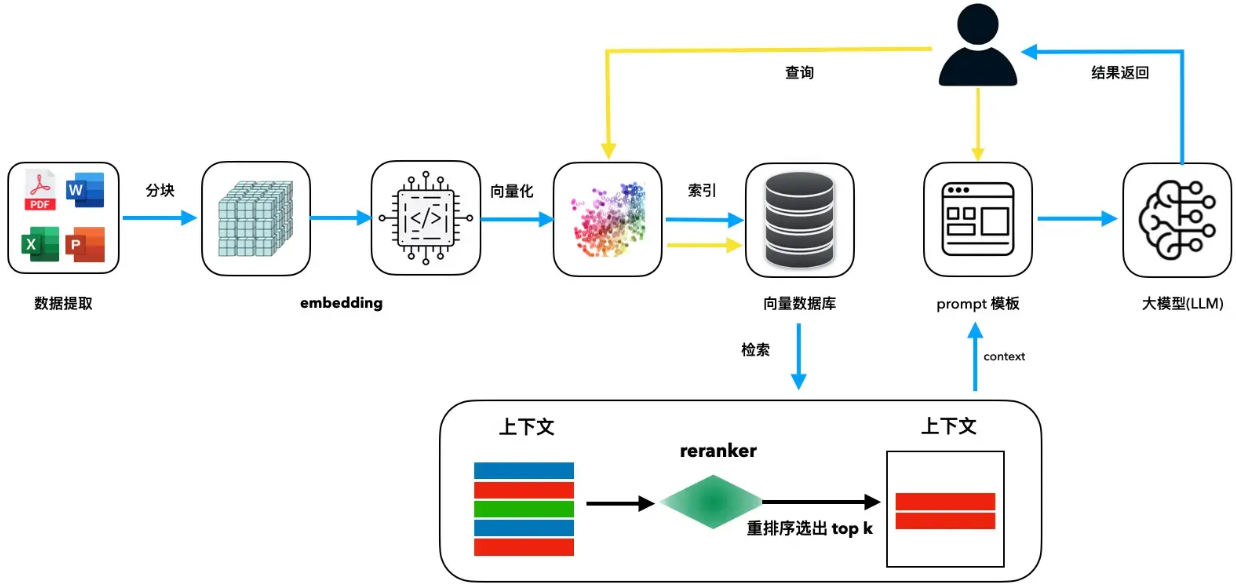 查询
结果返回
PDF
W
X
P
分块
向量化
</>
索引
数据提取
embedding
向量数据库
prompt 模板
大模型(LLM)
检索
context
上下文
reranker
重排序选出 top k
上下文